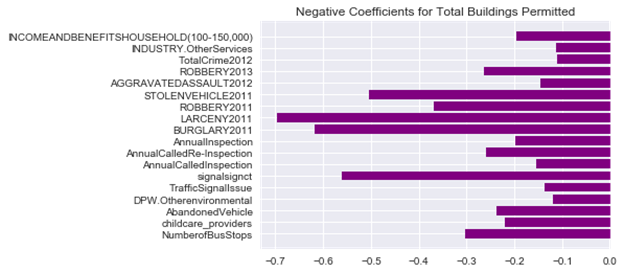 Negative Coefficients for Total Buildings Permitted
INCOMEANDBENEFITSHOUSEHOLD(100-150,000)
INDUSTRY.OtherServices
TotalCrime2012
ROBBERY2013
AGGRAVATEDASSAULT2012
STOLENVEHICLE2011
ROBBERY2011
LARCENY2011
BURGLARY2011
AnnualInspection
AnnualCalledRe-Inspection
AnnualCalledInspection
signalsignct
TrafficSignalIssue
DPW.Otherenvironmental
AbandonedVehicle
childcare_providers
NumberofBusStops
−0.7 −0.6 −0.5 −0.4 −0.3 −0.2 −0.1 0.0